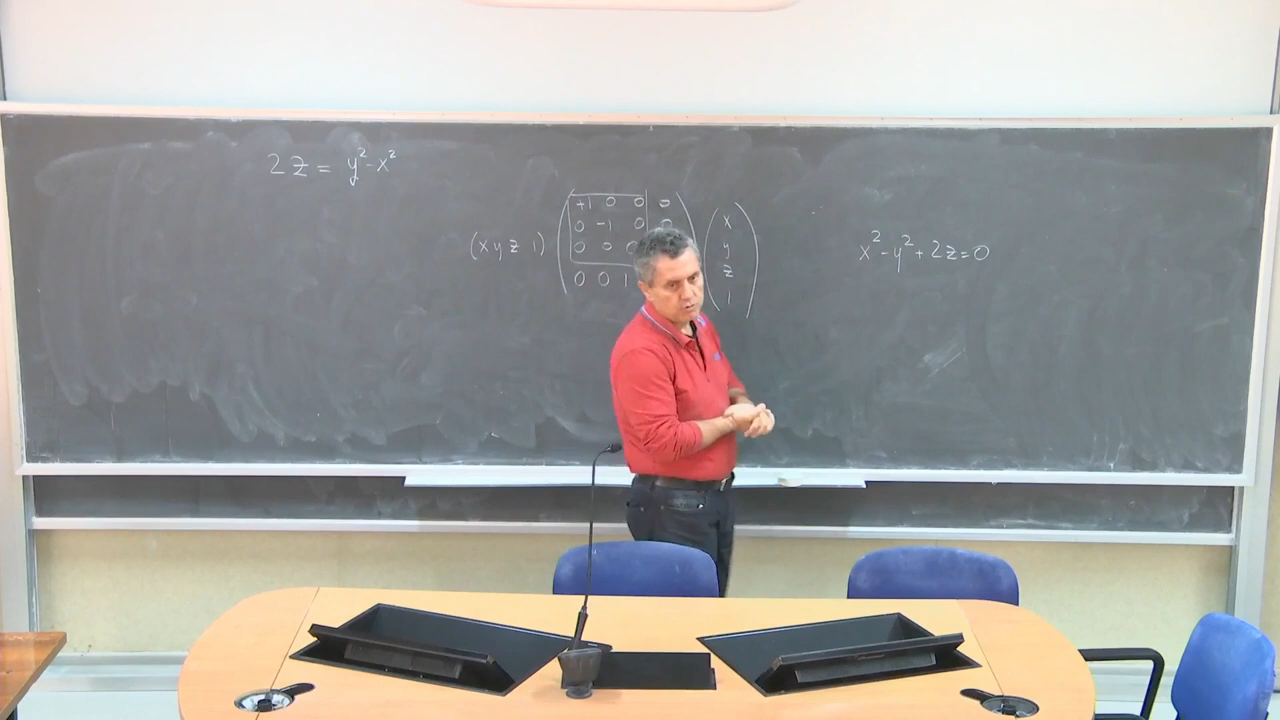 2z = y²-x²
+1 0 0 0
0 -1 0 0
(x y z 1)
0 0 0
0 0 1
x
y
z
1
x²-y²+2z=0